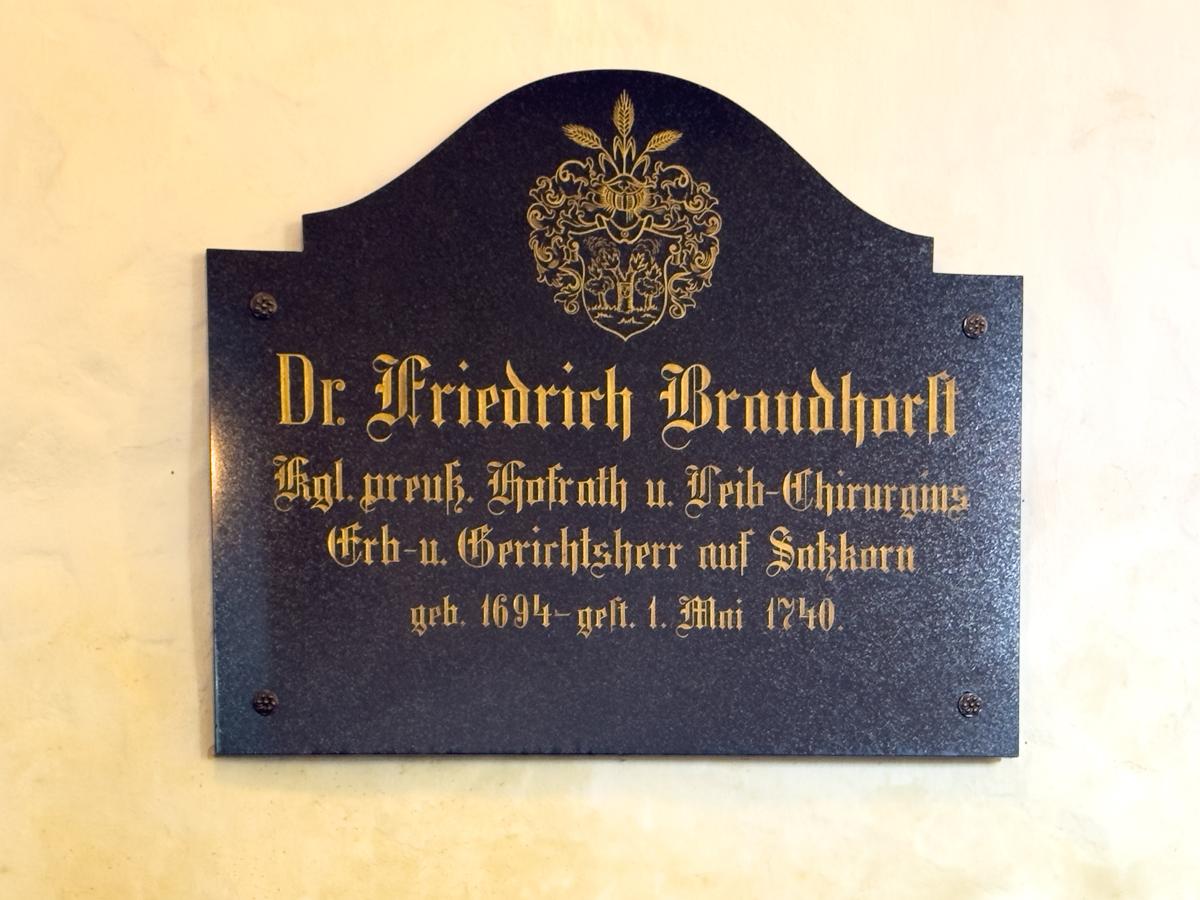 Dr. Friedrich Brandhorst
Kgl. preuß. Hofrath u. Leib-Chirurgius
Erb-u. Gerichtsherr auf Satzkorn
geb. 1694 – gest. 1. Mai 1740.